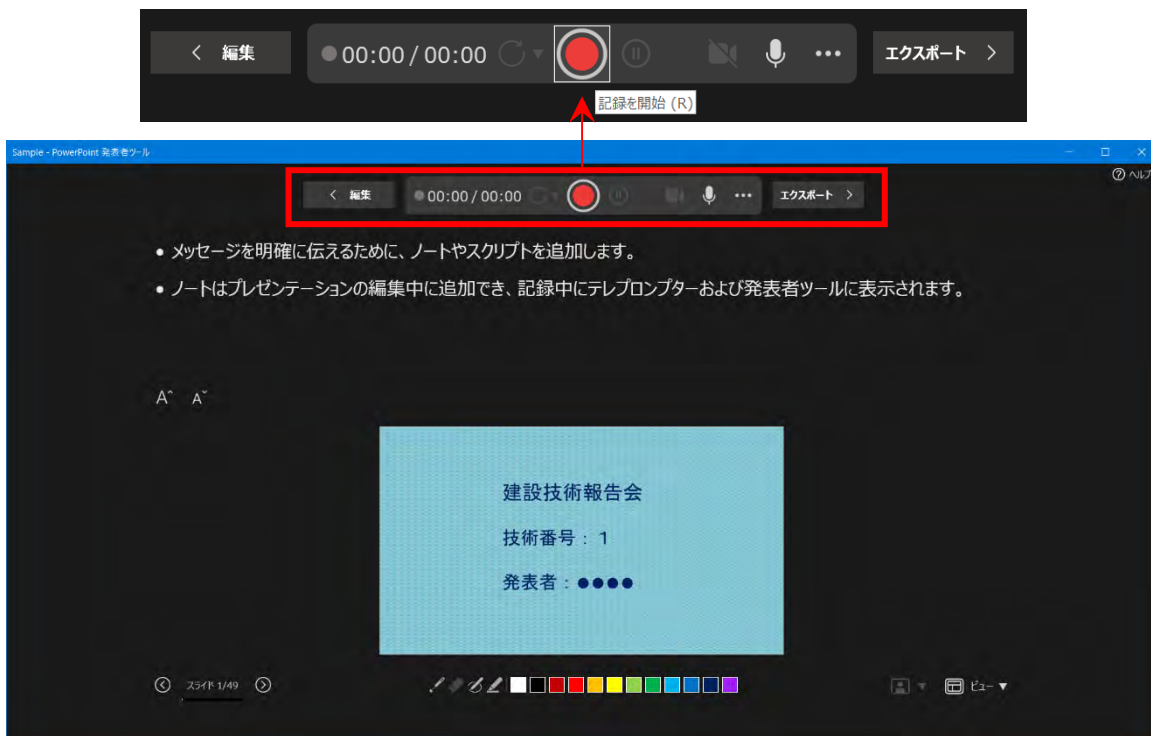 < 編集 00:00 / 00:00 ... エクスポート >
記録を開始 (R)
Sample - PowerPoint 発表者ツール
ヘルプ
< 編集 00:00 / 00:00 ... エクスポート >
• メッセージを明確に伝えるために、ノートやスクリプトを追加します。
• ノートはプレゼンテーションの編集中に追加でき、記録中にテレプロンプターおよび発表者ツールに表示されます。
A^ Aˇ
建設技術報告会
技術番号：１
発表者：●●●●
スライド 1/49
ビュー